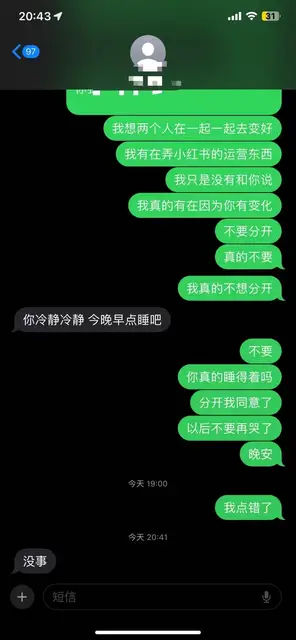 20:43
31
97
我想两个人在一起一起去变好
我有在弄小红书的运营东西
我只是没有和你说
我真的有在因为你有变化
不要分开
真的不要
我真的不想分开
你冷静冷静 今晚早点睡吧
不要
你真的睡得着吗
分开我同意了
以后不要再哭了
晚安
今天 19:00
我点错了
今天 20:41
没事
短信